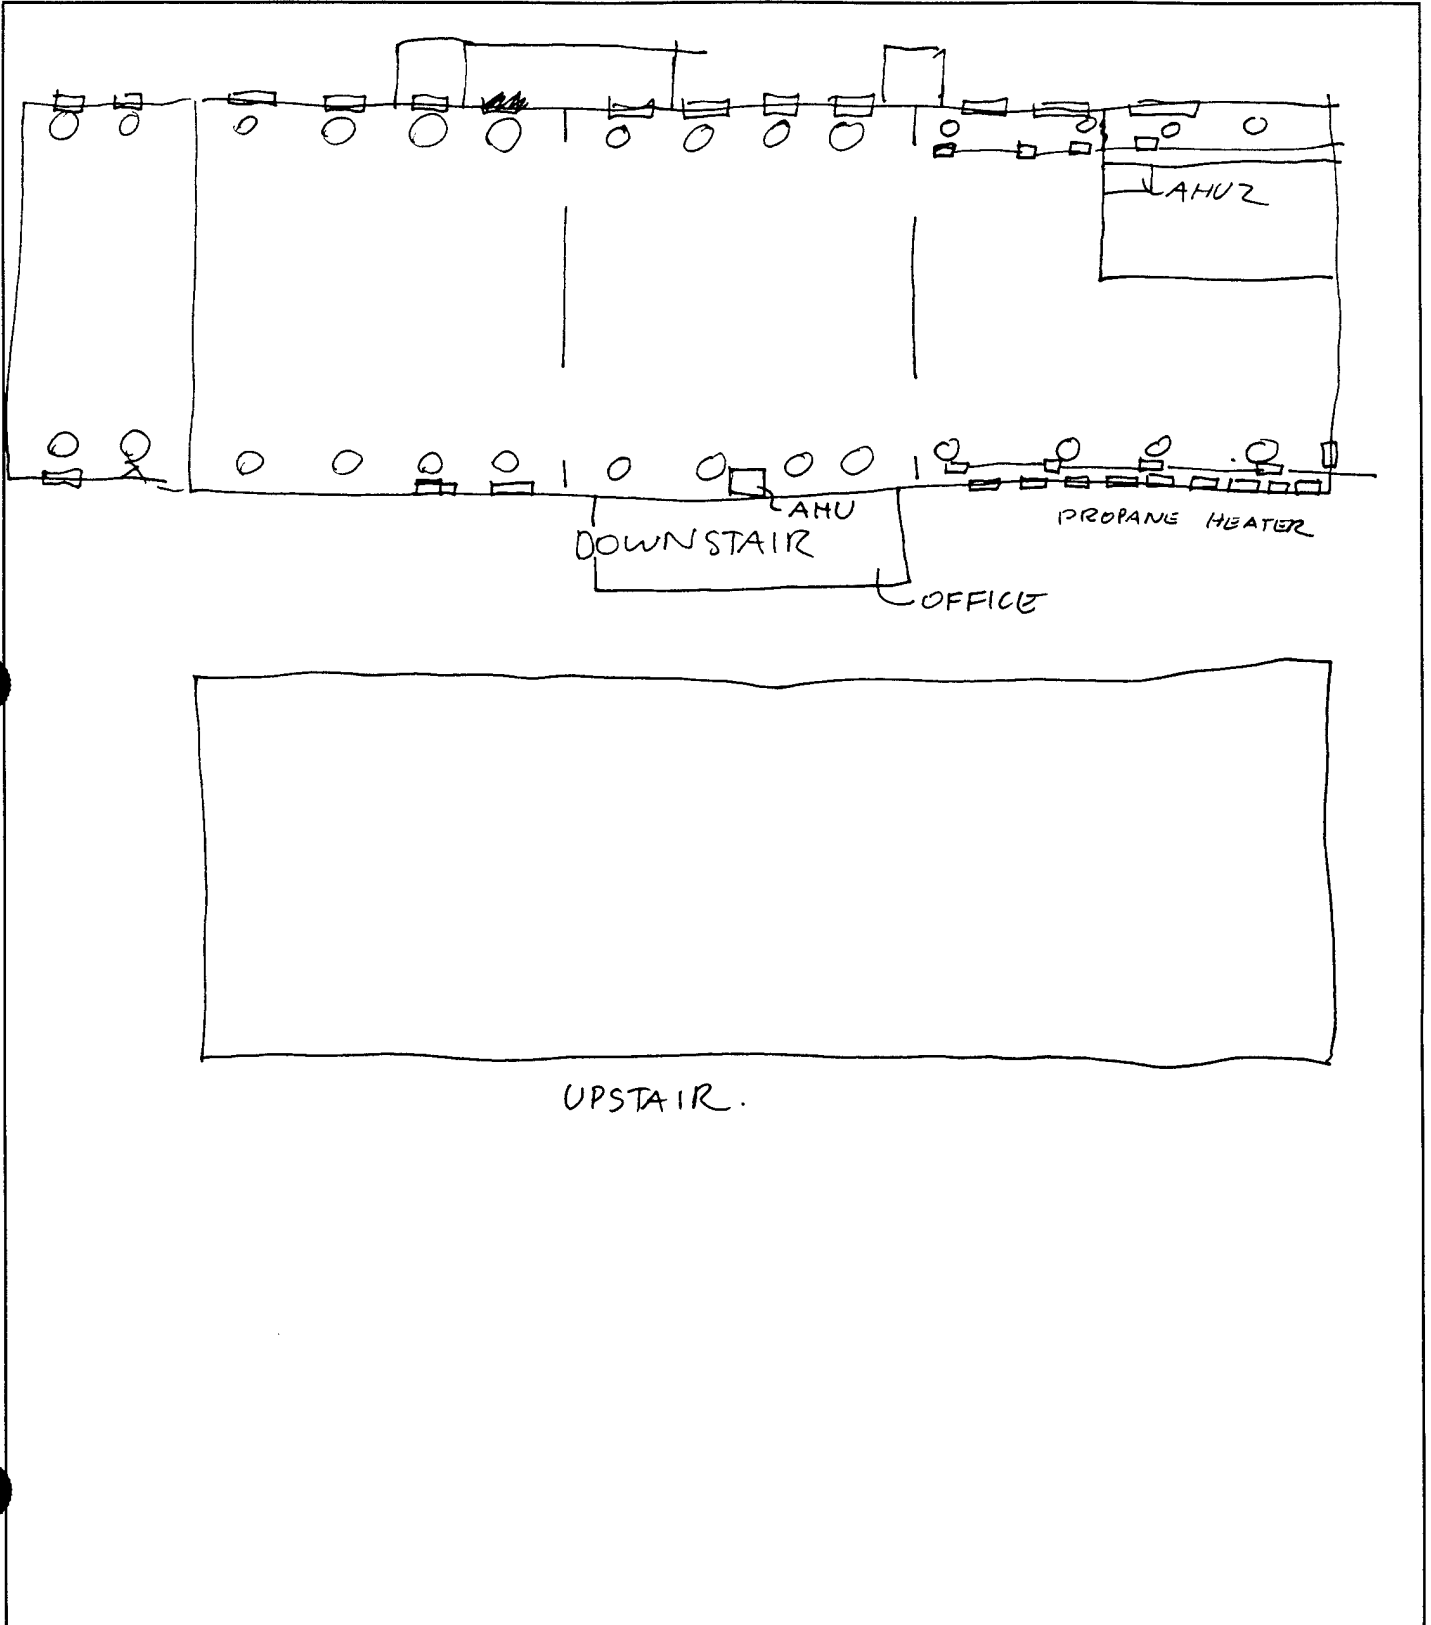 AHU2
AHU
PROPANE HEATER
DOWNSTAIR
OFFICE
UPSTAIR.